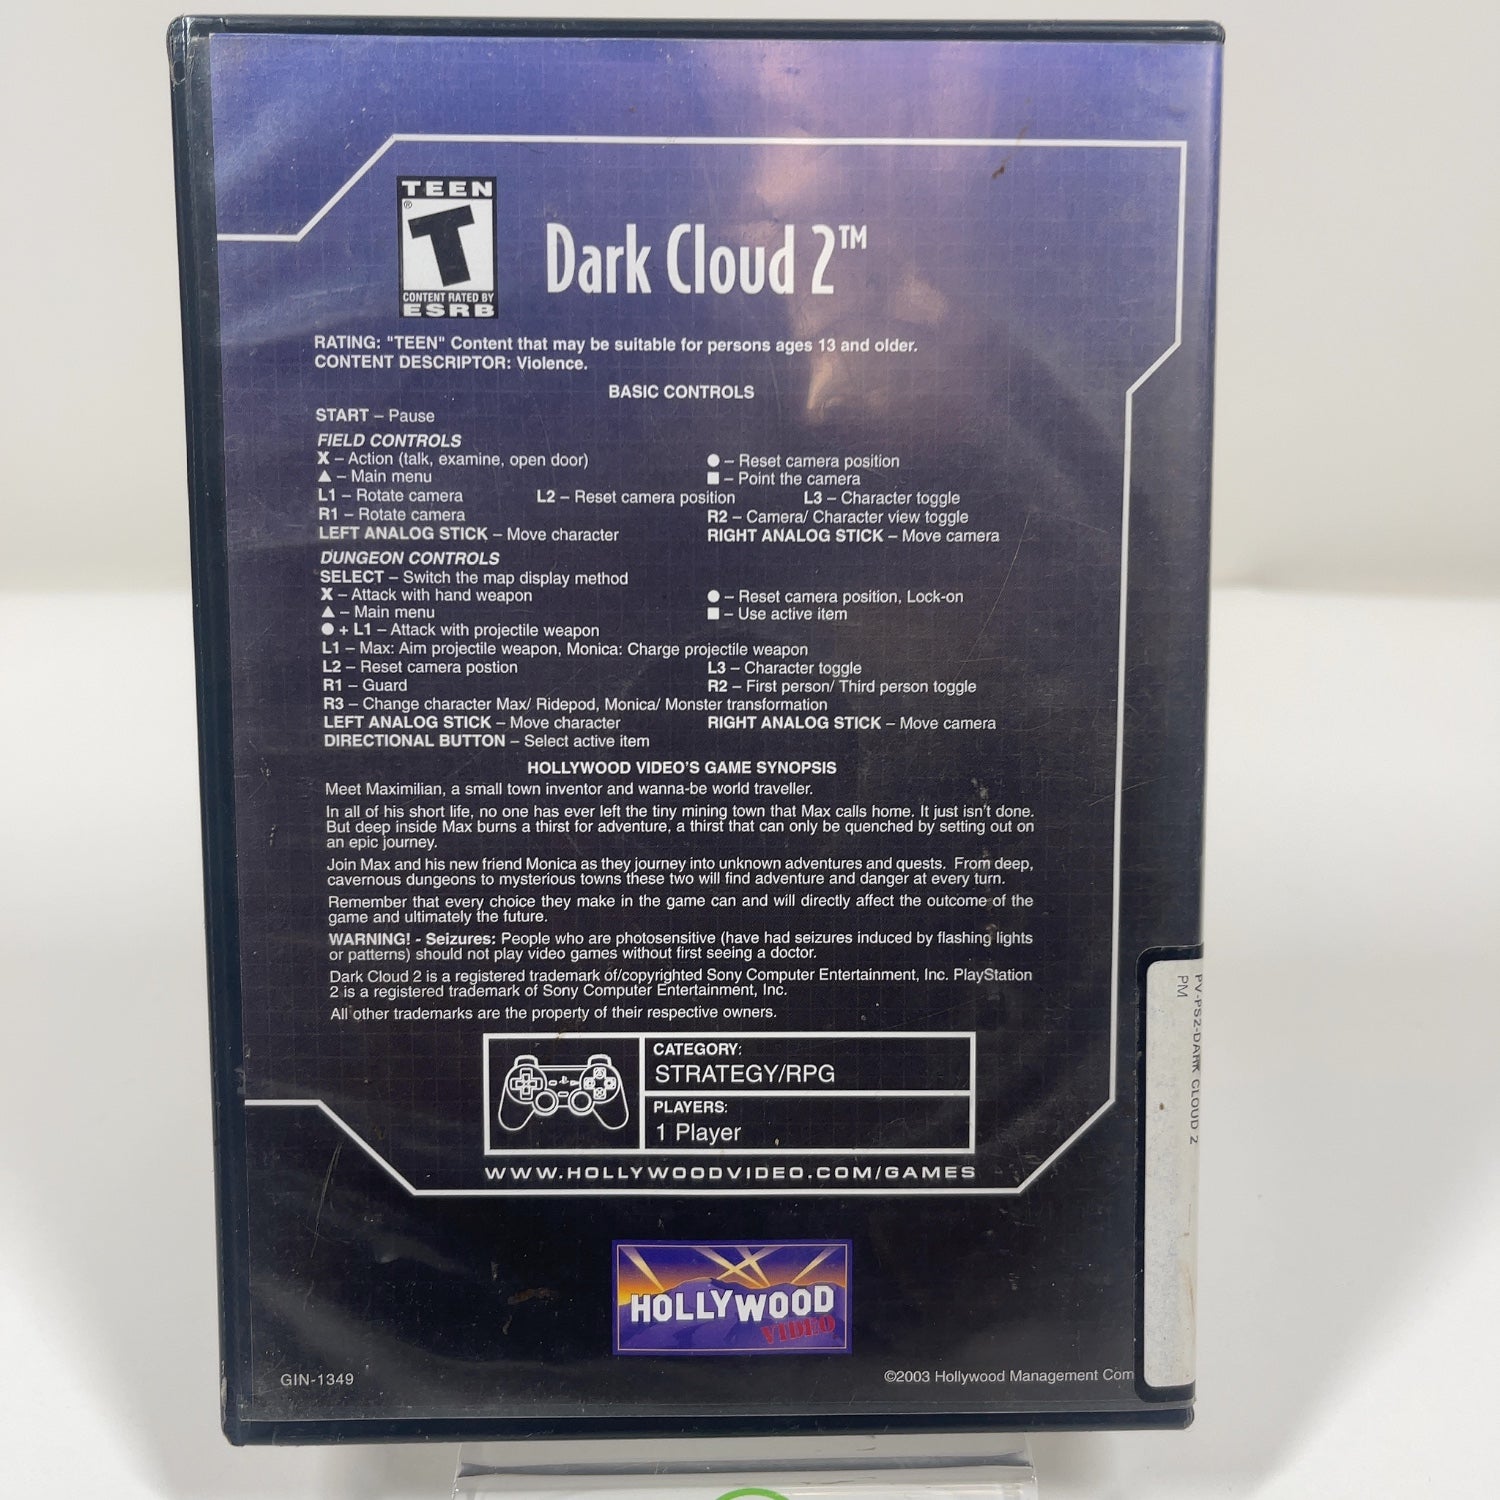 TEEN
T
®
CONTENT RATED BY
ESRB
Dark Cloud 2™
RATING: "TEEN" Content that may be suitable for persons ages 13 and older.
CONTENT DESCRIPTOR: Violence.
BASIC CONTROLS
START – Pause
FIELD CONTROLS
X – Action (talk, examine, open door) ● – Reset camera position
▲ – Main menu ■ – Point the camera
L1 – Rotate camera L2 – Reset camera position L3 – Character toggle
R1 – Rotate camera R2 – Camera/ Character view toggle
LEFT ANALOG STICK – Move character RIGHT ANALOG STICK – Move camera
DUNGEON CONTROLS
SELECT – Switch the map display method
X – Attack with hand weapon ● – Reset camera position, Lock-on
▲ – Main menu ■ – Use active item
● + L1 – Attack with projectile weapon
L1 – Max: Aim projectile weapon, Monica: Charge projectile weapon
L2 – Reset camera postion L3 – Character toggle
R1 – Guard R2 – First person/ Third person toggle
R3 – Change character Max/ Ridepod, Monica/ Monster transformation
LEFT ANALOG STICK – Move character RIGHT ANALOG STICK – Move camera
DIRECTIONAL BUTTON – Select active item
HOLLYWOOD VIDEO'S GAME SYNOPSIS
Meet Maximilian, a small town inventor and wanna-be world traveller.
In all of his short life, no one has ever left the tiny mining town that Max calls home. It just isn't done.
But deep inside Max burns a thirst for adventure, a thirst that can only be quenched by setting out on
an epic journey.
Join Max and his new friend Monica as they journey into unknown adventures and quests. From deep,
cavernous dungeons to mysterious towns these two will find adventure and danger at every turn.
Remember that every choice they make in the game can and will directly affect the outcome of the
game and ultimately the future.
WARNING! - Seizures: People who are photosensitive (have had seizures induced by flashing lights
or patterns) should not play video games without first seeing a doctor.
Dark Cloud 2 is a registered trademark of/copyrighted Sony Computer Entertainment, Inc. PlayStation
2 is a registered trademark of Sony Computer Entertainment, Inc.
All other trademarks are the property of their respective owners.
CATEGORY:
STRATEGY/RPG
PLAYERS:
1 Player
WWW.HOLLYWOODVIDEO.COM/GAMES
HOLLYWOOD
VIDEO
GIN-1349
©2003 Hollywood Management Com
PV-PS2-DARK CLOUD 2
PM